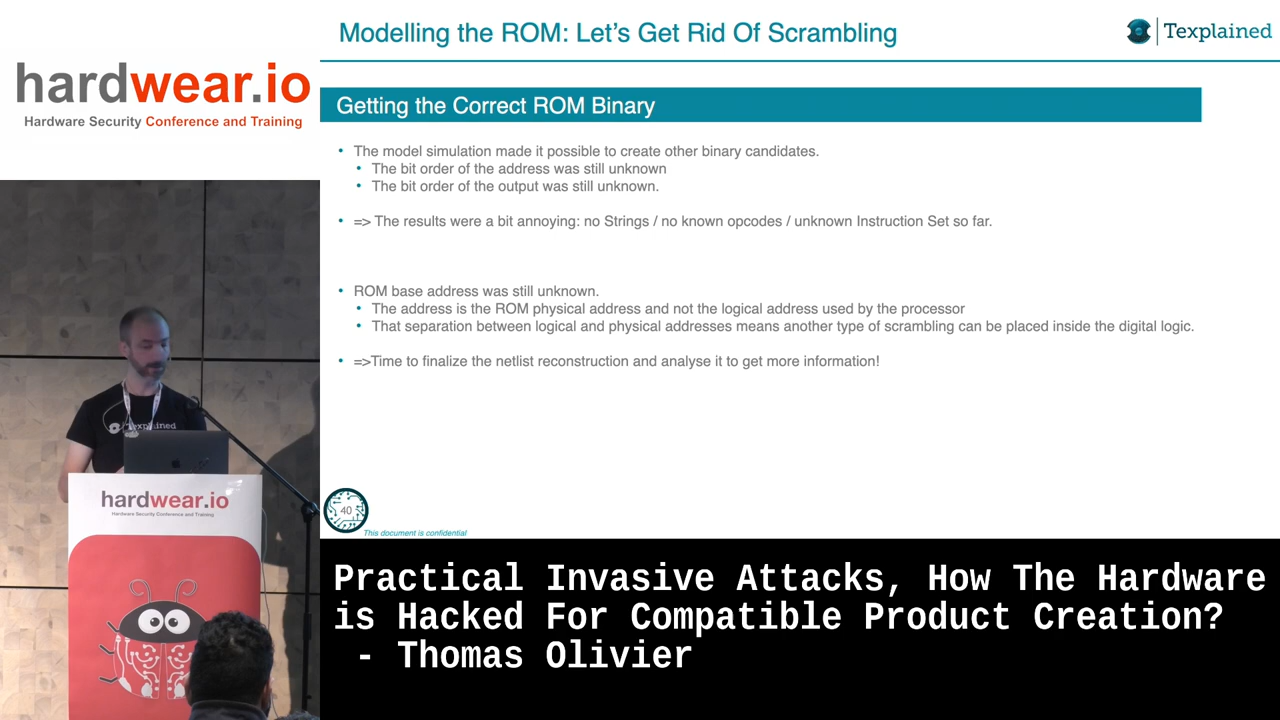 Modelling the ROM: Let's Get Rid Of Scrambling
Texplained
hardwear.io
Hardware Security Conference and Training
Getting the Correct ROM Binary
• The model simulation made it possible to create other binary candidates.
• The bit order of the address was still unknown
• The bit order of the output was still unknown.
• => The results were a bit annoying: no Strings / no known opcodes / unknown Instruction Set so far.
• ROM base address was still unknown.
• The address is the ROM physical address and not the logical address used by the processor
• That separation between logical and physical addresses means another type of scrambling can be placed inside the digital logic.
• =>Time to finalize the netlist reconstruction and analyse it to get more information!
Texplained
hardwear.io
Hardware Security Conference and Training
40
This document is confidential
Practical Invasive Attacks, How The Hardware
is Hacked For Compatible Product Creation?
- Thomas Olivier